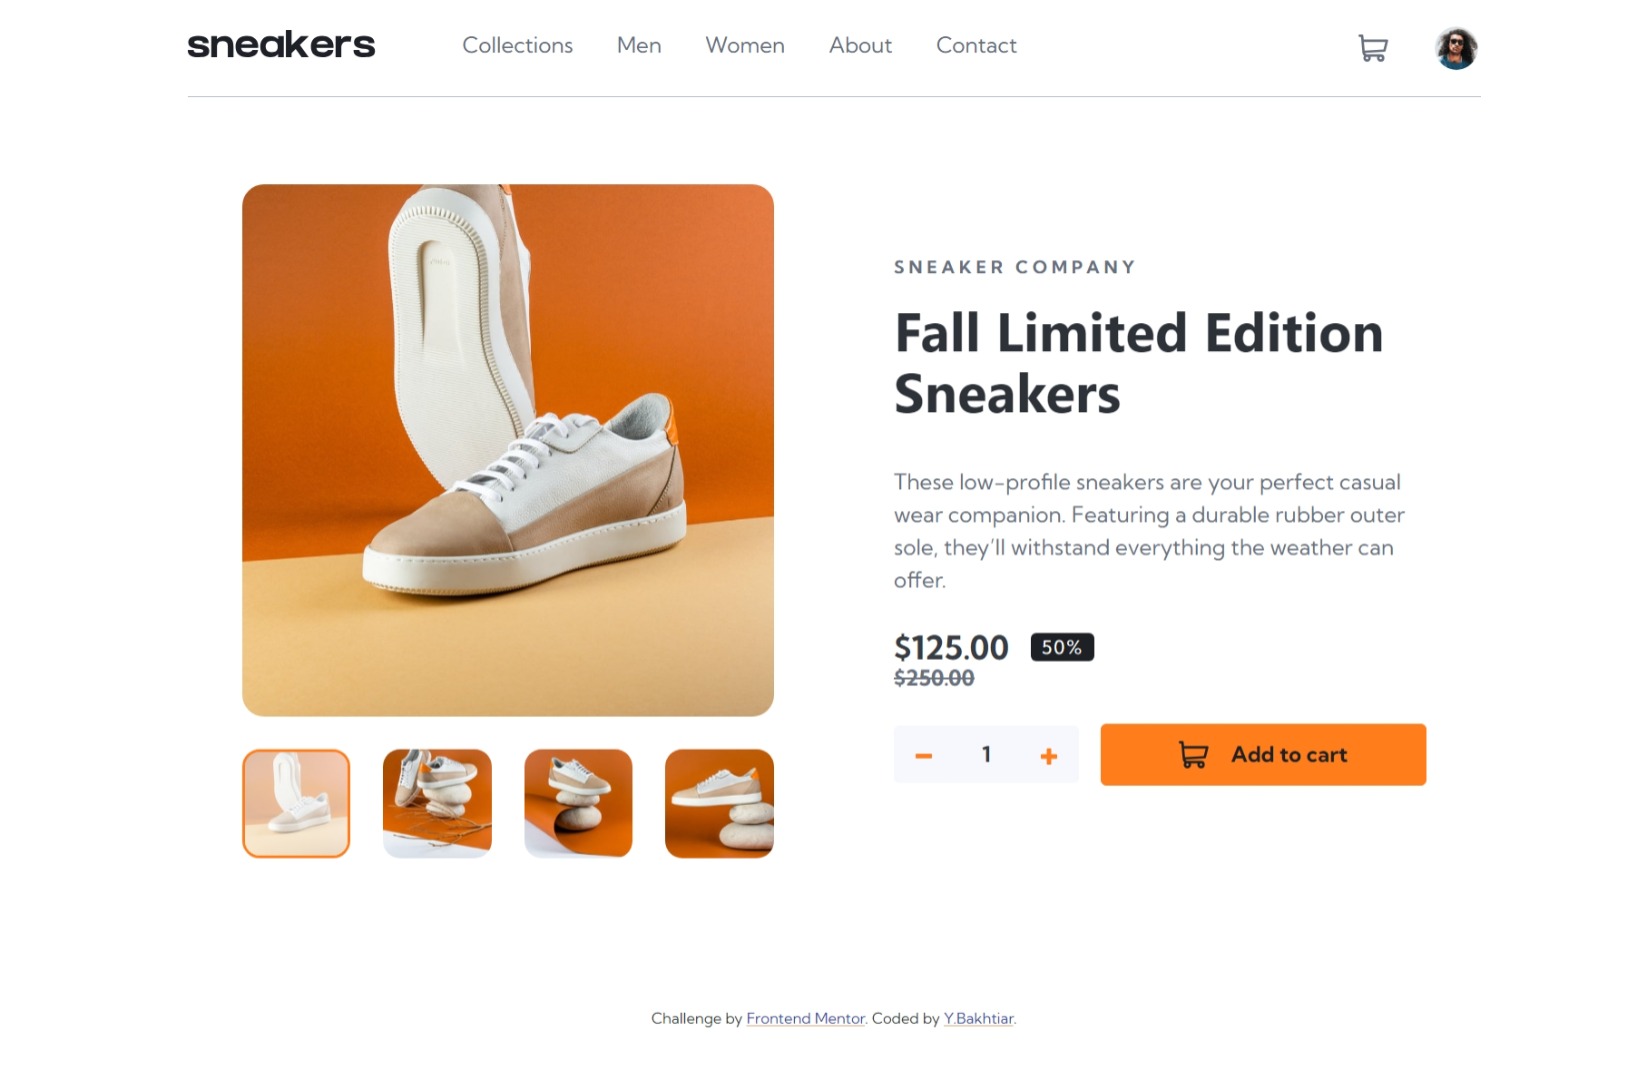 sneakers
Collections
Men
Women
About
Contact
SNEAKER COMPANY
Fall Limited Edition
Sneakers
These low-profile sneakers are your perfect casual
wear companion. Featuring a durable rubber outer
sole, they’ll withstand everything the weather can
offer.
$125.00 50%
$250.00
1
Add to cart
Challenge by Frontend Mentor. Coded by Y.Bakhtiar.